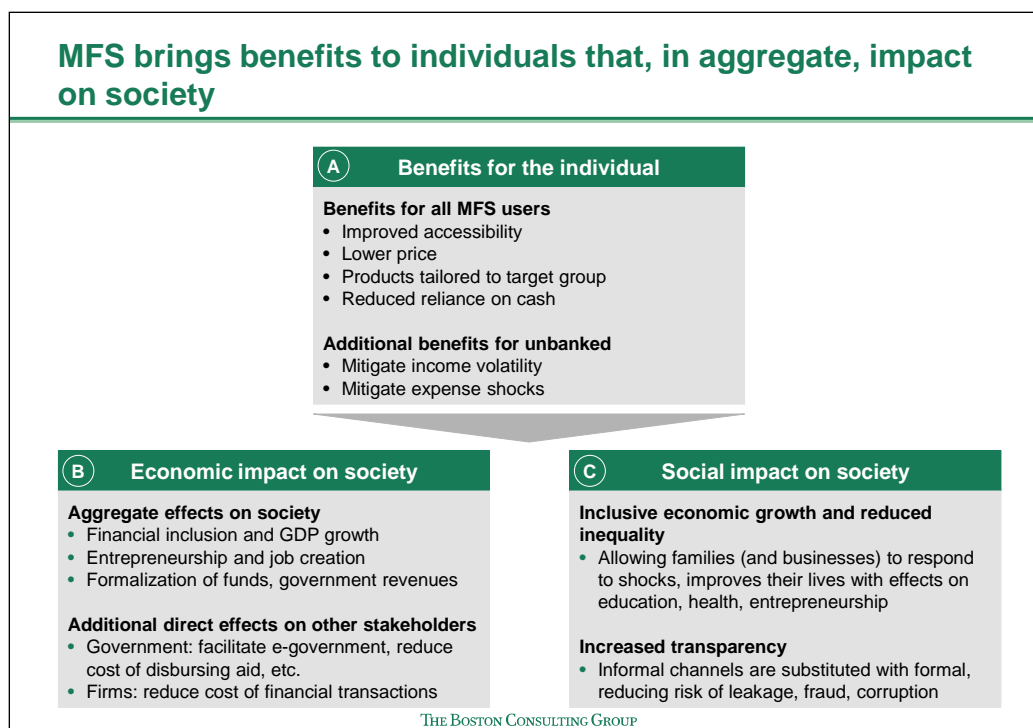 MFS brings benefits to individuals that, in aggregate, impact
on society
A Benefits for the individual
Benefits for all MFS users
• Improved accessibility
• Lower price
• Products tailored to target group
• Reduced reliance on cash
Additional benefits for unbanked
• Mitigate income volatility
• Mitigate expense shocks
B Economic impact on society
Aggregate effects on society
• Financial inclusion and GDP growth
• Entrepreneurship and job creation
• Formalization of funds, government revenues
Additional direct effects on other stakeholders
• Government: facilitate e-government, reduce
cost of disbursing aid, etc.
• Firms: reduce cost of financial transactions
C Social impact on society
Inclusive economic growth and reduced
inequality
• Allowing families (and businesses) to respond
to shocks, improves their lives with effects on
education, health, entrepreneurship
Increased transparency
• Informal channels are substituted with formal,
reducing risk of leakage, fraud, corruption
THE BOSTON CONSULTING GROUP